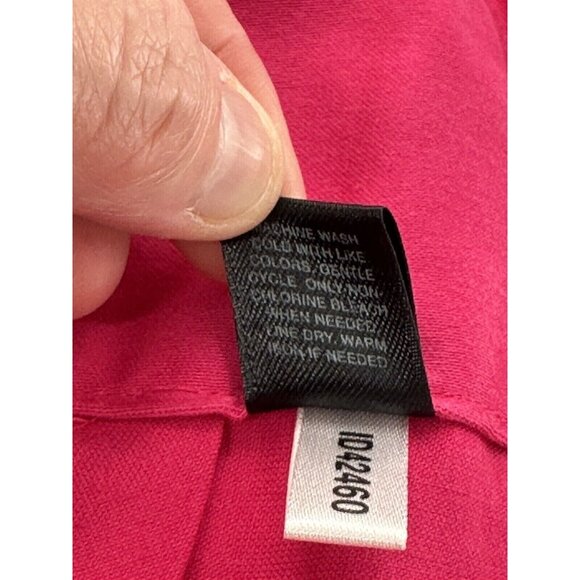 MACHINE WASH
COLD WITH LIKE
COLORS, GENTLE
CYCLE. ONLY NON-
CHLORINE BLEACH
WHEN NEEDED
LINE DRY. WARM
IRON IF NEEDED
ID42460